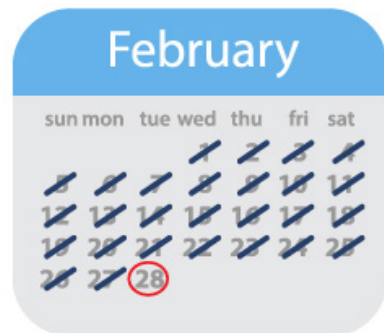 February
sun mon tue wed thu fri sat
1 2 3 4
5 6 7 8 9 10 11
12 13 14 15 16 17 18
19 20 21 22 23 24 25
26 27 28